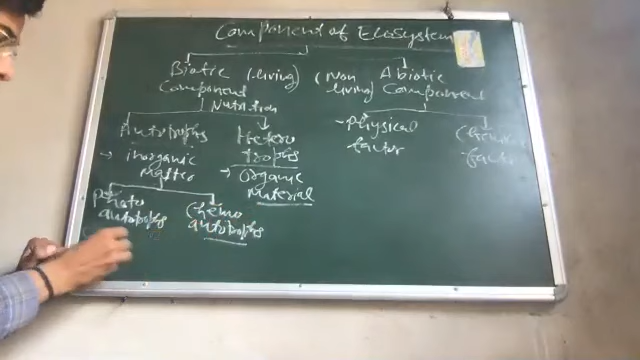 Component of Ecosystem
Biotic (living) (Non Abiotic
Component living) Component
Nutrition
Autotrophs Hetero - Physical Chemi
trophs factor factor
→ inorganic
matter → organic
material
Photo Chemo
autotrophs autotrophs